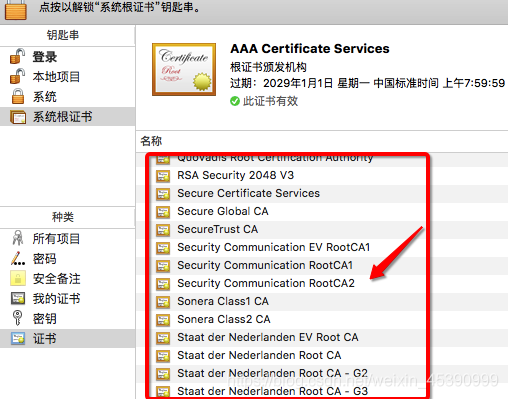 点按以解锁“系统根证书”钥匙串。
钥匙串
登录
本地项目
系统
系统根证书
种类
所有项目
密码
安全备注
我的证书
密钥
证书
Certificate
Root
AAA Certificate Services
根证书颁发机构
过期：2029年1月1日 星期一 中国标准时间 上午7:59:59
此证书有效
名称
QuoVadis Root Certification Authority
RSA Security 2048 V3
Secure Certificate Services
Secure Global CA
SecureTrust CA
Security Communication EV RootCA1
Security Communication RootCA1
Security Communication RootCA2
Sonera Class1 CA
Sonera Class2 CA
Staat der Nederlanden EV Root CA
Staat der Nederlanden Root CA
Staat der Nederlanden Root CA - G2
Staat der Nederlanden Root CA - G3
https://blog.csdn.net/weixin_45390999